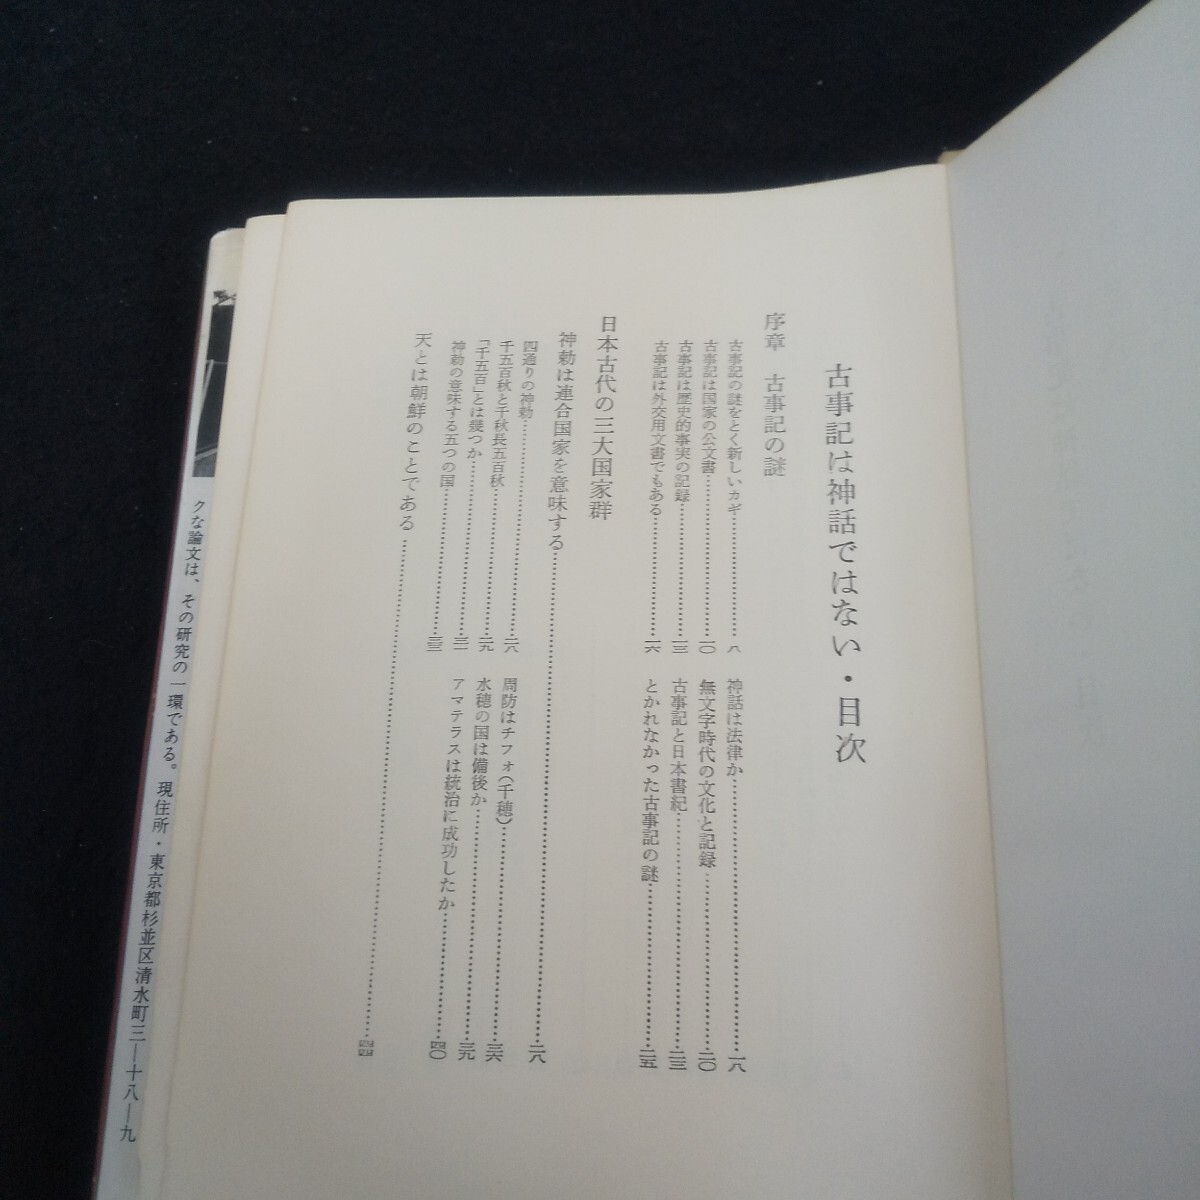 古事記は神話ではない・目次
序章 古事記の謎
古事記の謎をとく新しいカギ………八
古事記は国家の公文書………一〇
古事記は歴史的事実の記録………一三
古事記は外交用文書でもある………一六
神話は法律か………一八
無文字時代の文化と記録………二〇
古事記と日本書紀………二三
とかれなかった古事記の謎………二五
日本古代の三大国家群
神勅は連合国家を意味する………二八
四通りの神勅………二八
千五百秋と千秋長五百秋………二九
「千五百」とは幾つか………三一
神勅の意味する五つの国………三三
周防はチフォ(千穂)………三六
水穂の国は備後か………三九
アマテラスは統治に成功したか………四〇
天とは朝鮮のことである………四四
クな論文は、その研究の一環である。現住所・東京都杉並区清水町三―十八―九